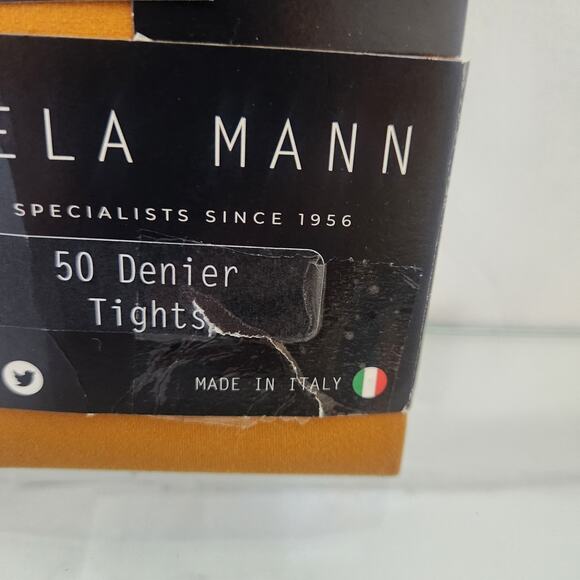 ELA MANN
SPECIALISTS SINCE 1956
50 Denier
Tights
MADE IN ITALY